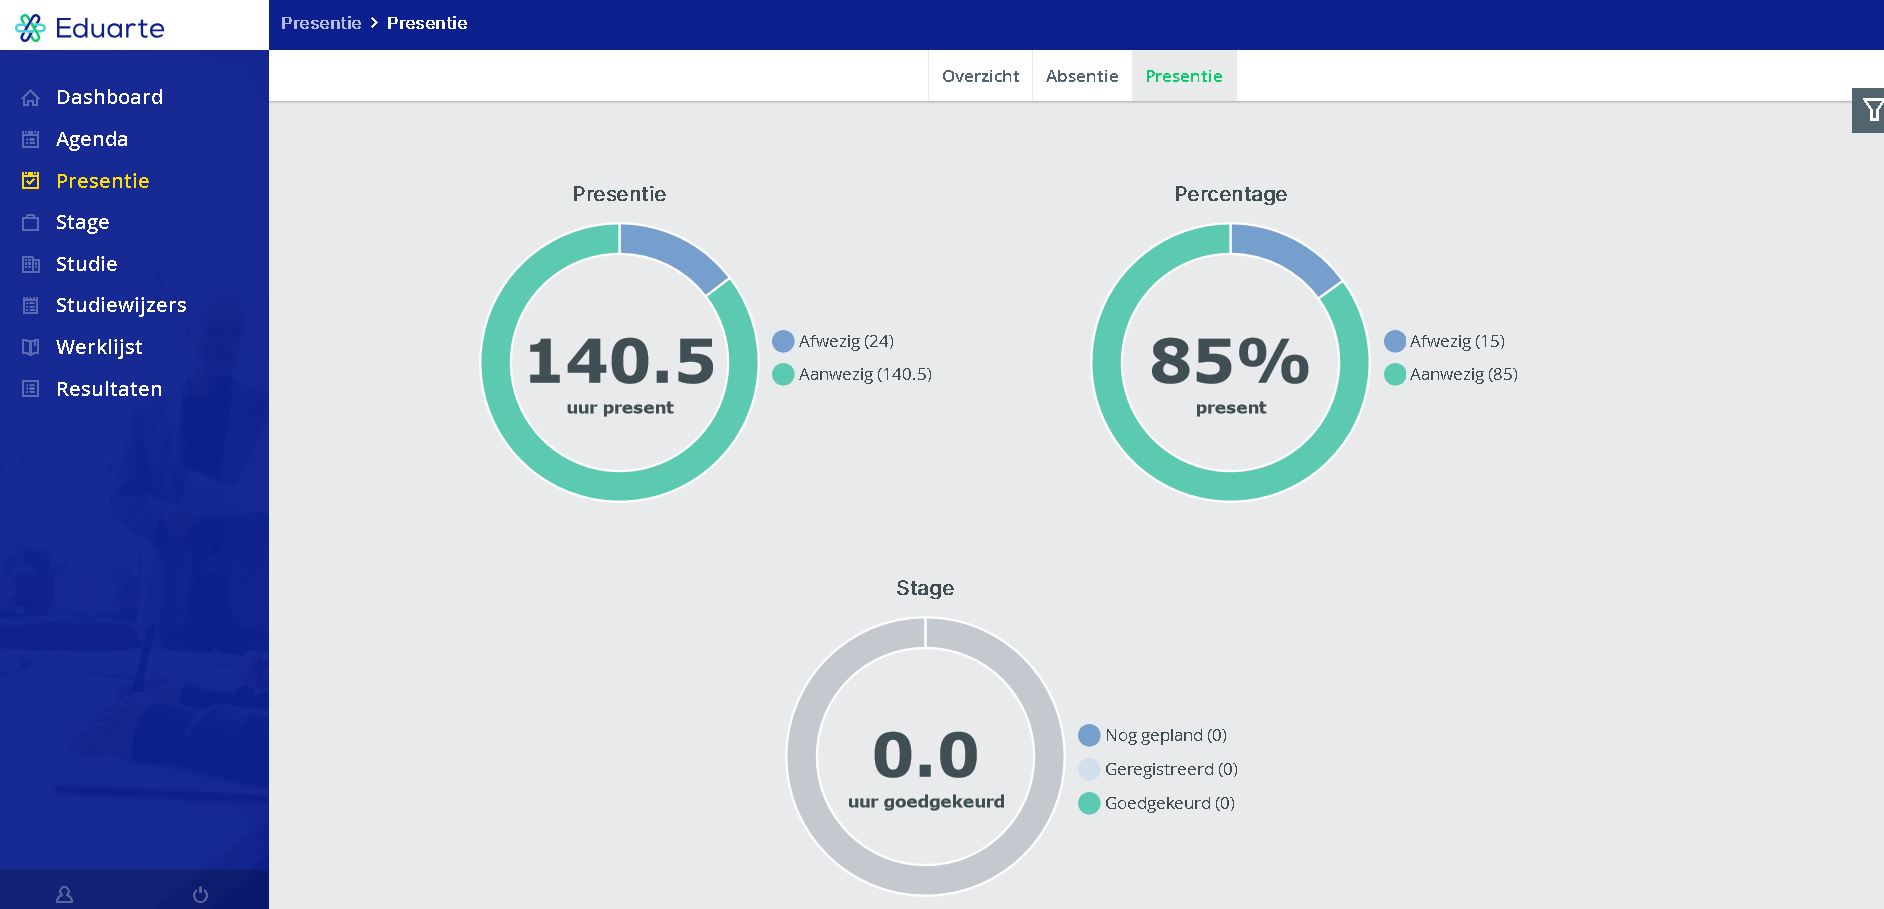 Eduarte
Presentie > Presentie
Overzicht Absentie Presentie
Dashboard
Agenda
Presentie
Stage
Studie
Studiewijzers
Werklijst
Resultaten
Presentie
140.5
uur present
Afwezig (24)
Aanwezig (140.5)
Percentage
85%
present
Afwezig (15)
Aanwezig (85)
Stage
0.0
uur goedgekeurd
Nog gepland (0)
Geregistreerd (0)
Goedgekeurd (0)